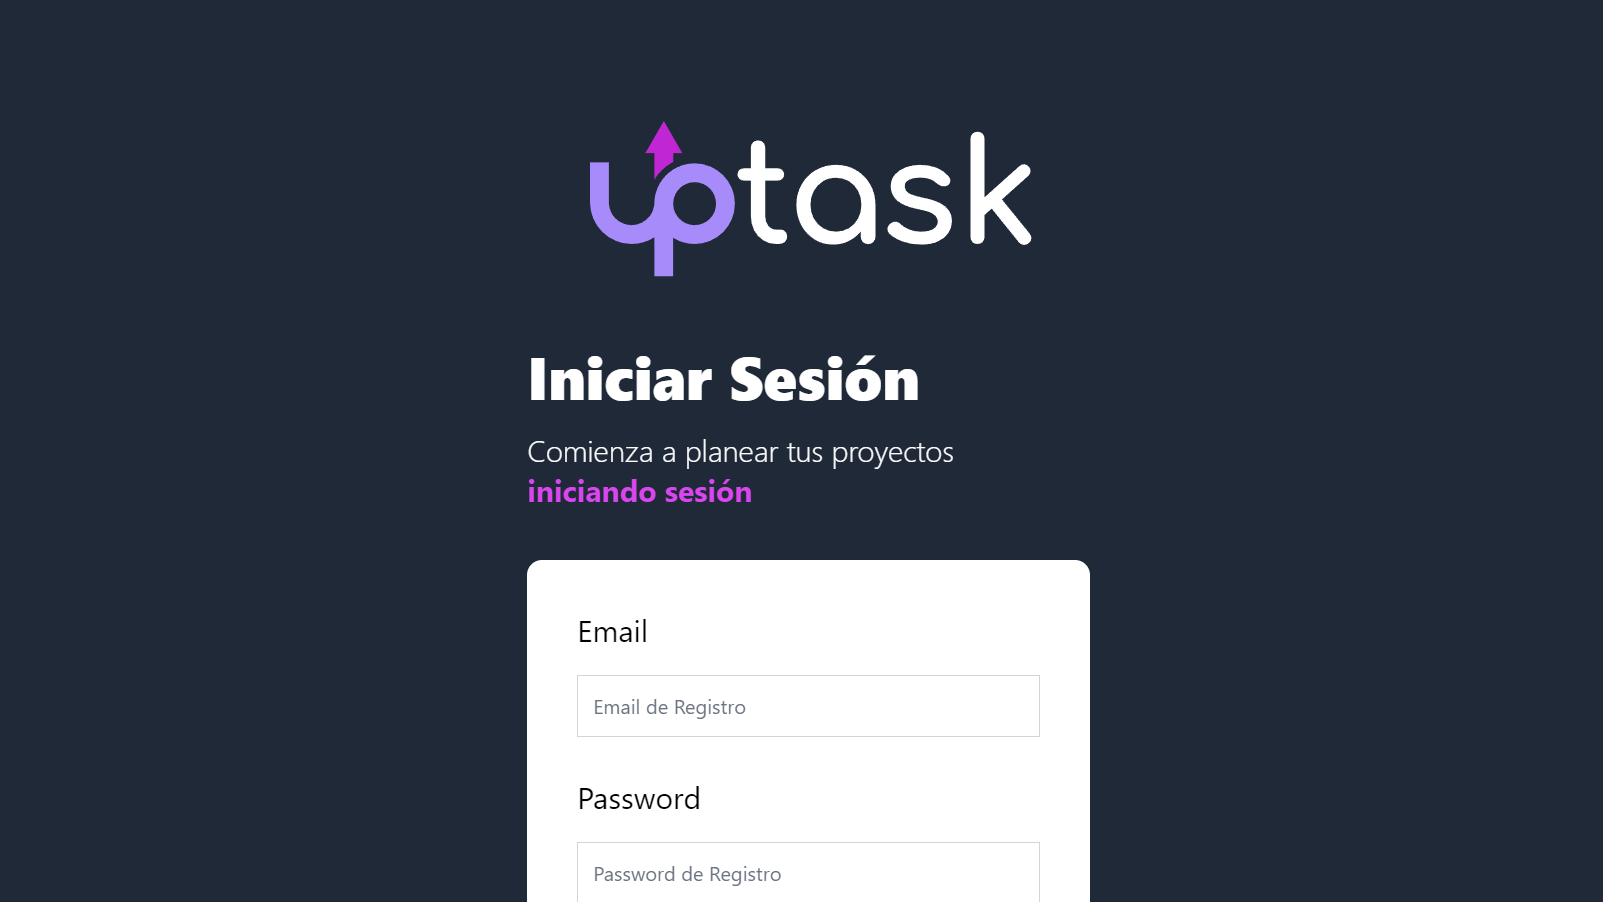 uptask
Iniciar Sesión
Comienza a planear tus proyectos
iniciando sesión
Email
Email de Registro
Password
Password de Registro